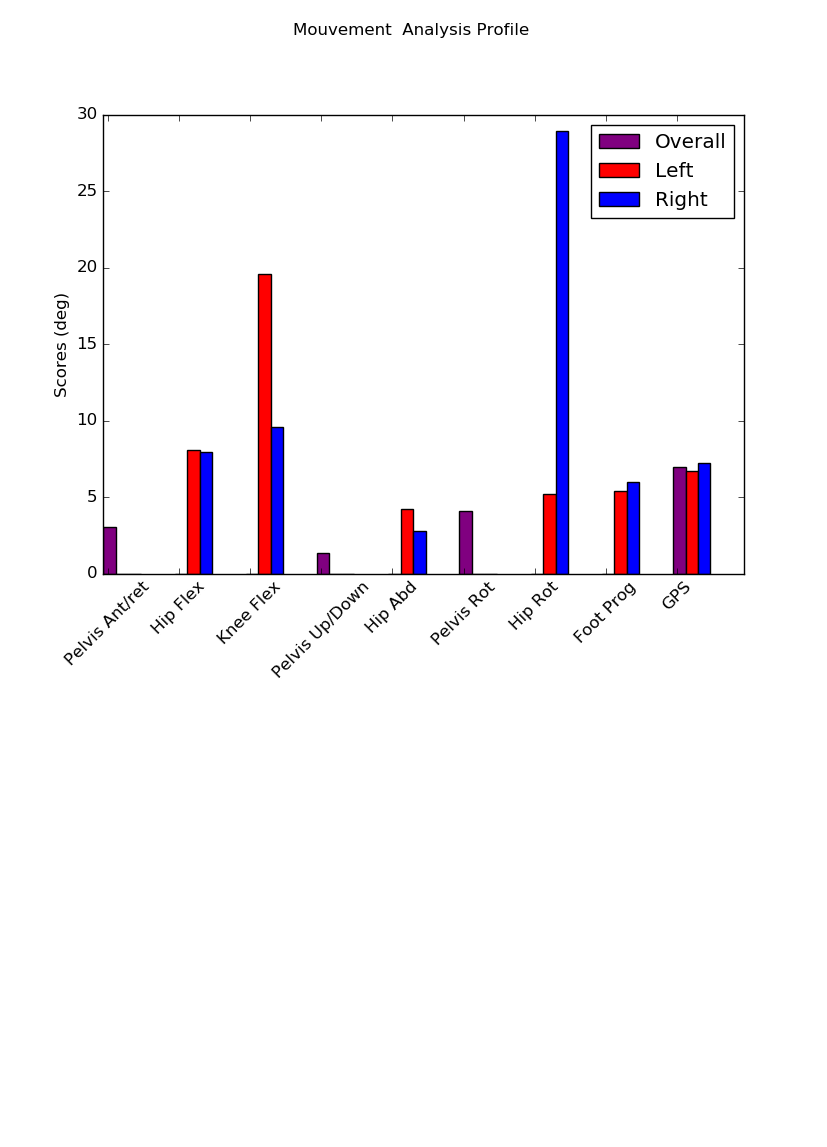 Mouvement  Analysis Profile
30
25
20
15
10
5
0
Scores (deg)
Overall
Left
Right
Pelvis Ant/ret
Hip Flex
Knee Flex
Pelvis Up/Down
Hip Abd
Pelvis Rot
Hip Rot
Foot Prog
GPS